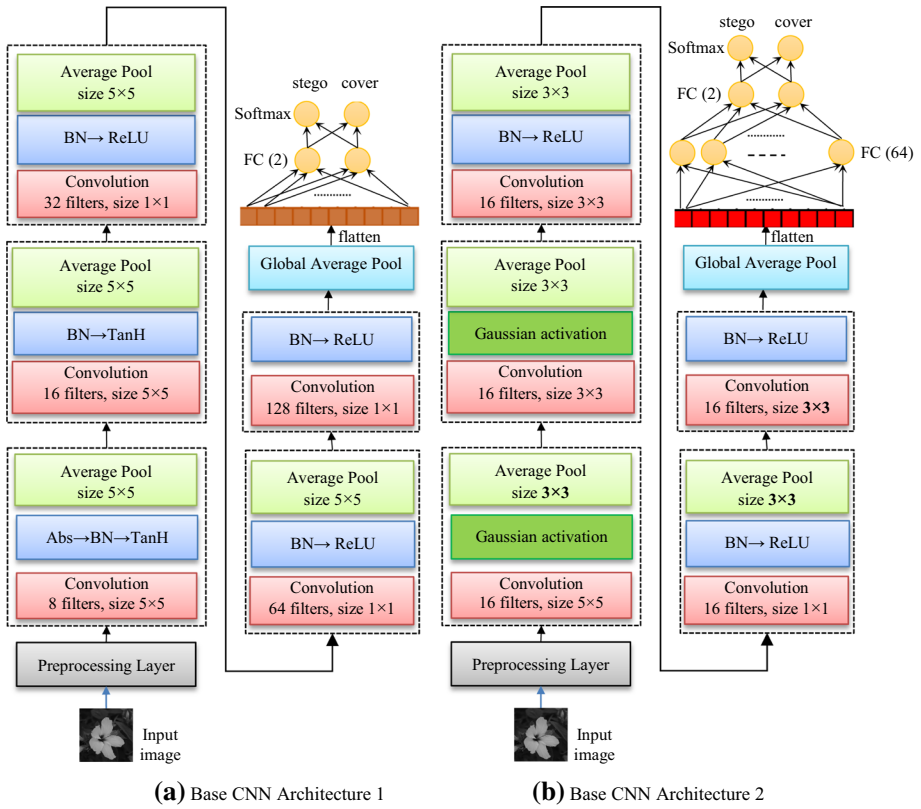 Average Pool
size 5×5
BN→ ReLU
Convolution
32 filters, size 1×1
Average Pool
size 5×5
BN→TanH
Convolution
16 filters, size 5×5
Average Pool
size 5×5
Abs→BN→TanH
Convolution
8 filters, size 5×5
Preprocessing Layer
Input
image
stego cover
Softmax
FC (2)
flatten
Global Average Pool
BN→ ReLU
Convolution
128 filters, size 1×1
Average Pool
size 5×5
BN→ ReLU
Convolution
64 filters, size 1×1
(a) Base CNN Architecture 1
Average Pool
size 3×3
BN→ ReLU
Convolution
16 filters, size 3×3
Average Pool
size 3×3
Gaussian activation
Convolution
16 filters, size 3×3
Average Pool
size 3×3
Gaussian activation
Convolution
16 filters, size 5×5
Preprocessing Layer
Input
image
stego cover
Softmax
FC (2)
FC (64)
flatten
Global Average Pool
BN→ ReLU
Convolution
16 filters, size 3×3
Average Pool
size 3×3
BN→ ReLU
Convolution
16 filters, size 1×1
(b) Base CNN Architecture 2